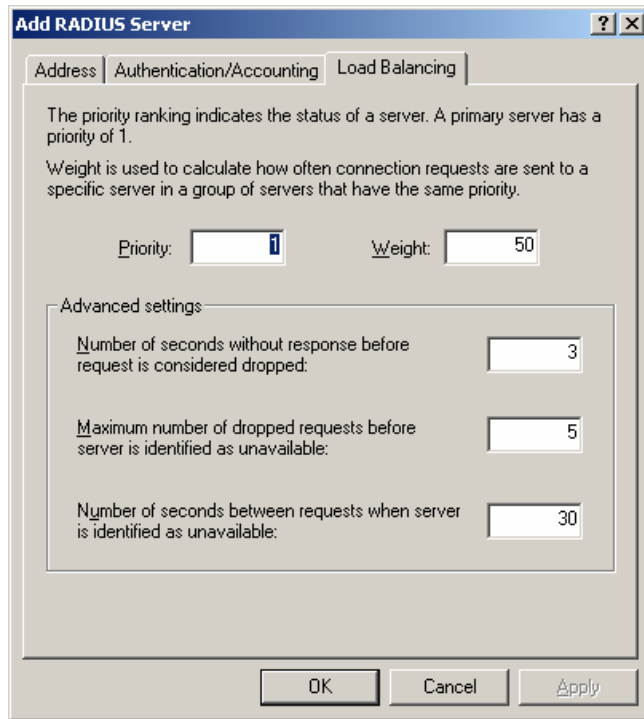 Add RADIUS Server
Address
Authentication/Accounting
Load Balancing
The priority ranking indicates the status of a server. A primary server has a
priority of 1.
Weight is used to calculate how often connection requests are sent to a
specific server in a group of servers that have the same priority.
Priority: 1 Weight: 50
Advanced settings
Number of seconds without response before
request is considered dropped: 3
Maximum number of dropped requests before
server is identified as unavailable: 5
Number of seconds between requests when server
is identified as unavailable: 30
OK Cancel Apply